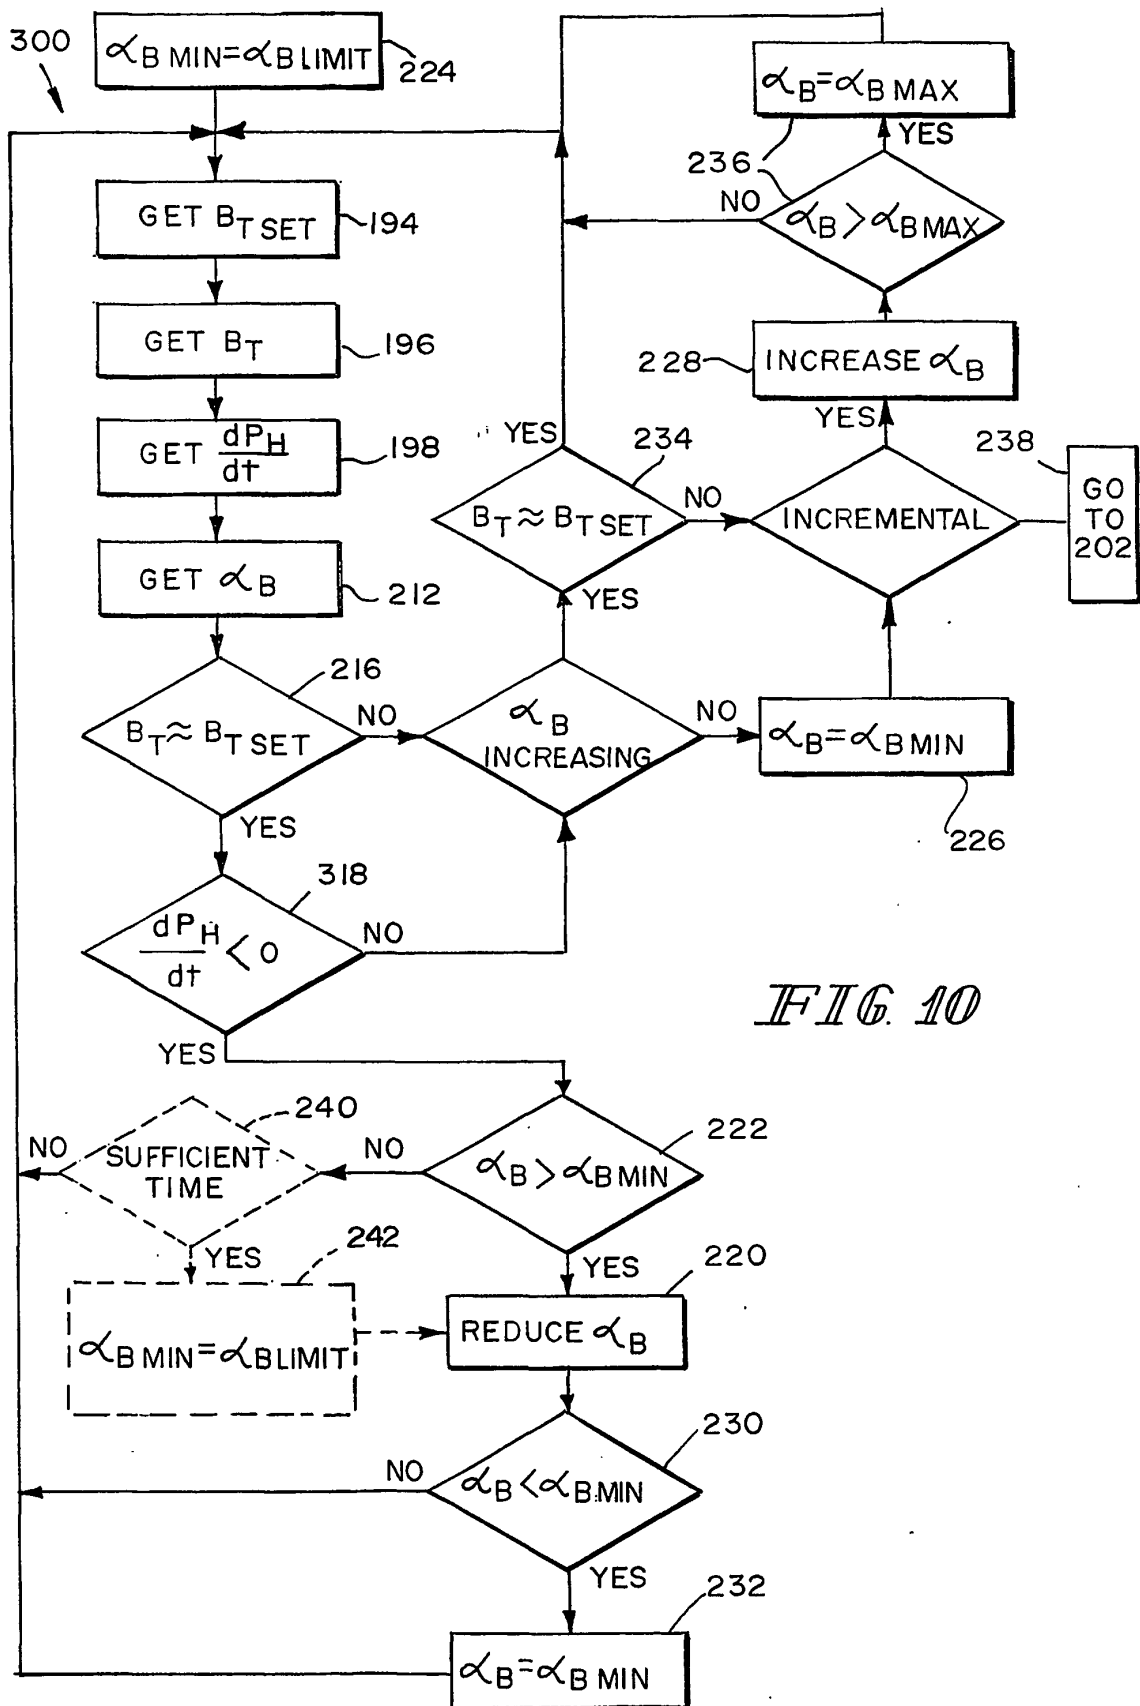 300
αB MIN=αB LIMIT
224
GET BT SET
194
GET BT
196
GET dPH
dt
198
GET αB
212
BT≈BT SET
216
NO
YES
dPH
dt <0
318
NO
YES
αB
INCREASING
NO
YES
BT≈BT SET
234
YES
NO
αB=αB MIN
226
INCREMENTAL
YES
238
GO
TO
202
228
INCREASE αB
αB>αB MAX
236
NO
YES
αB=αB MAX
FIG. 10
αB>αB MIN
222
NO
YES
SUFFICIENT
TIME
240
NO
YES
242
αB MIN=αB LIMIT
REDUCE αB
220
αB<αB MIN
230
NO
YES
232
αB=αB MIN